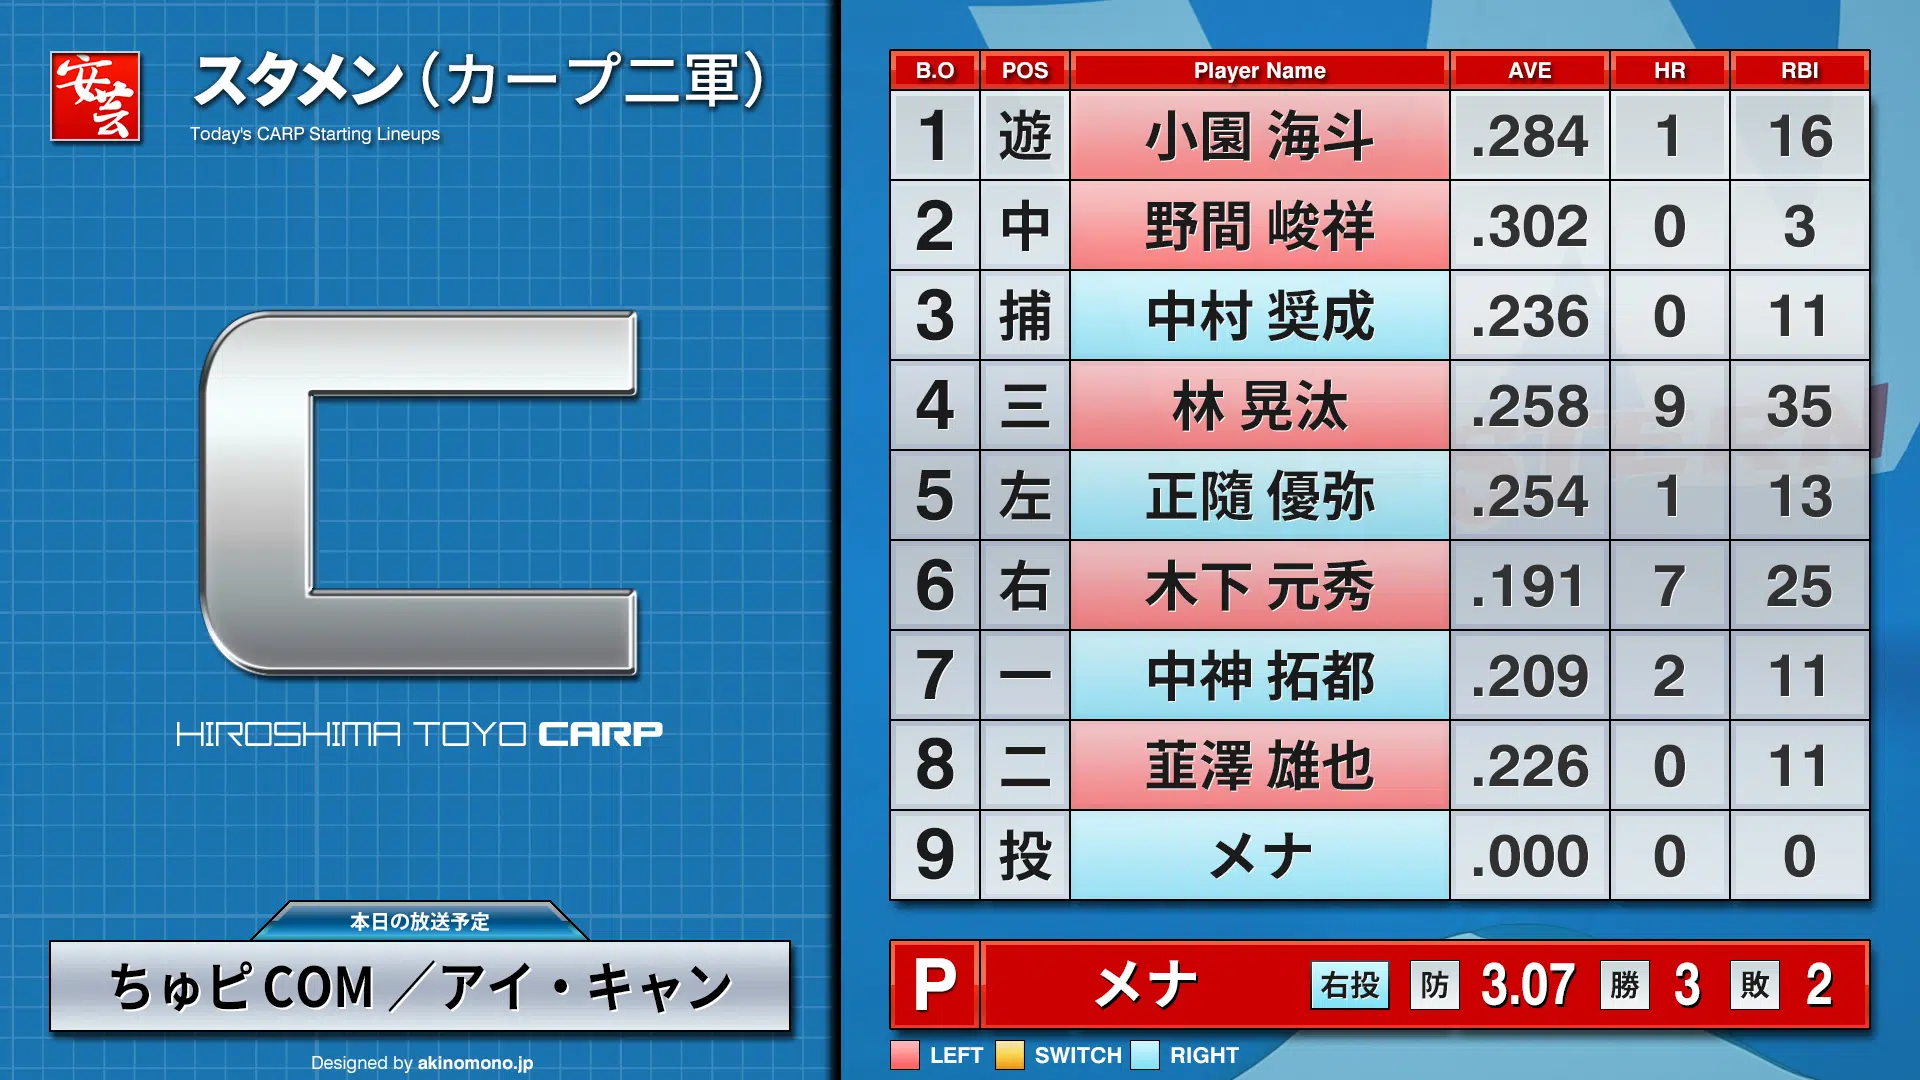 安芸
スタメン（カープ二軍）
Today's CARP Starting Lineups
HIROSHIMA TOYO CARP
本日の放送予定
ちゅピCOM／アイ・キャン
Designed by akinomono.jp
B.O POS Player Name AVE HR RBI
1 遊 小園 海斗 .284 1 16
2 中 野間 峻祥 .302 0 3
3 捕 中村 奨成 .236 0 11
4 三 林 晃汰 .258 9 35
5 左 正隨 優弥 .254 1 13
6 右 木下 元秀 .191 7 25
7 一 中神 拓都 .209 2 11
8 二 韮澤 雄也 .226 0 11
9 投 メナ .000 0 0
P メナ 右投 防 3.07 勝 3 敗 2
LEFT SWITCH RIGHT